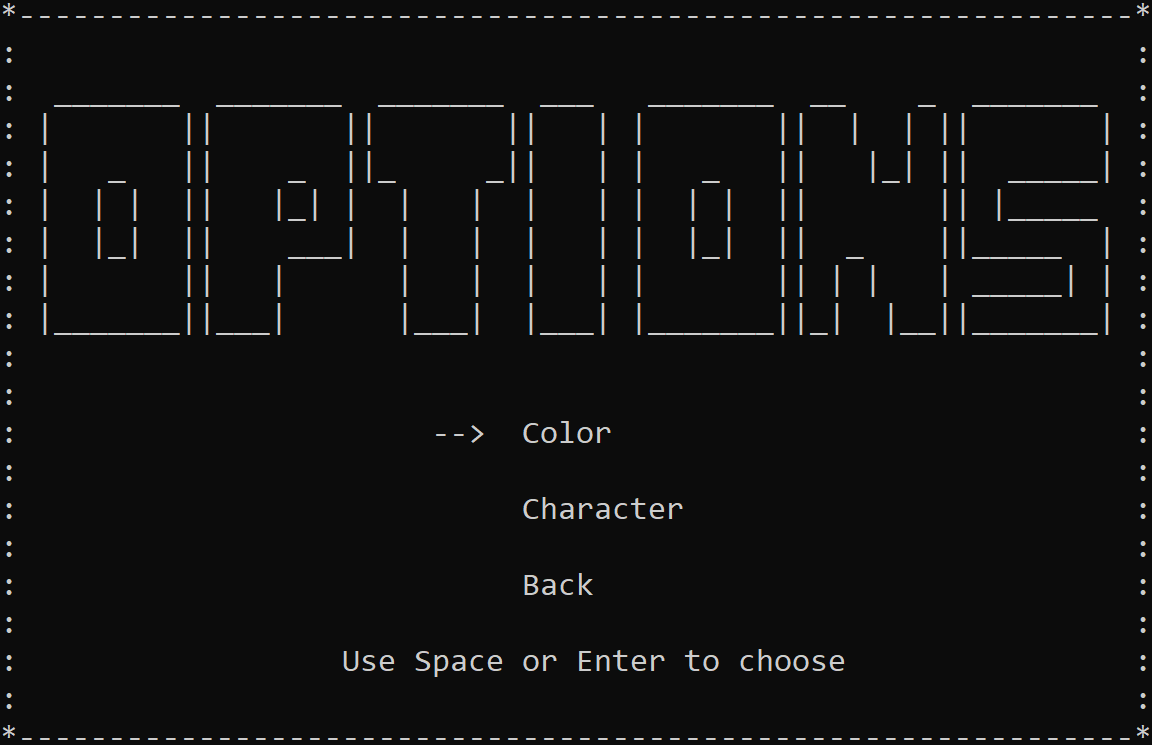 OPTIONS
--> Color
Character
Back
Use Space or Enter to choose